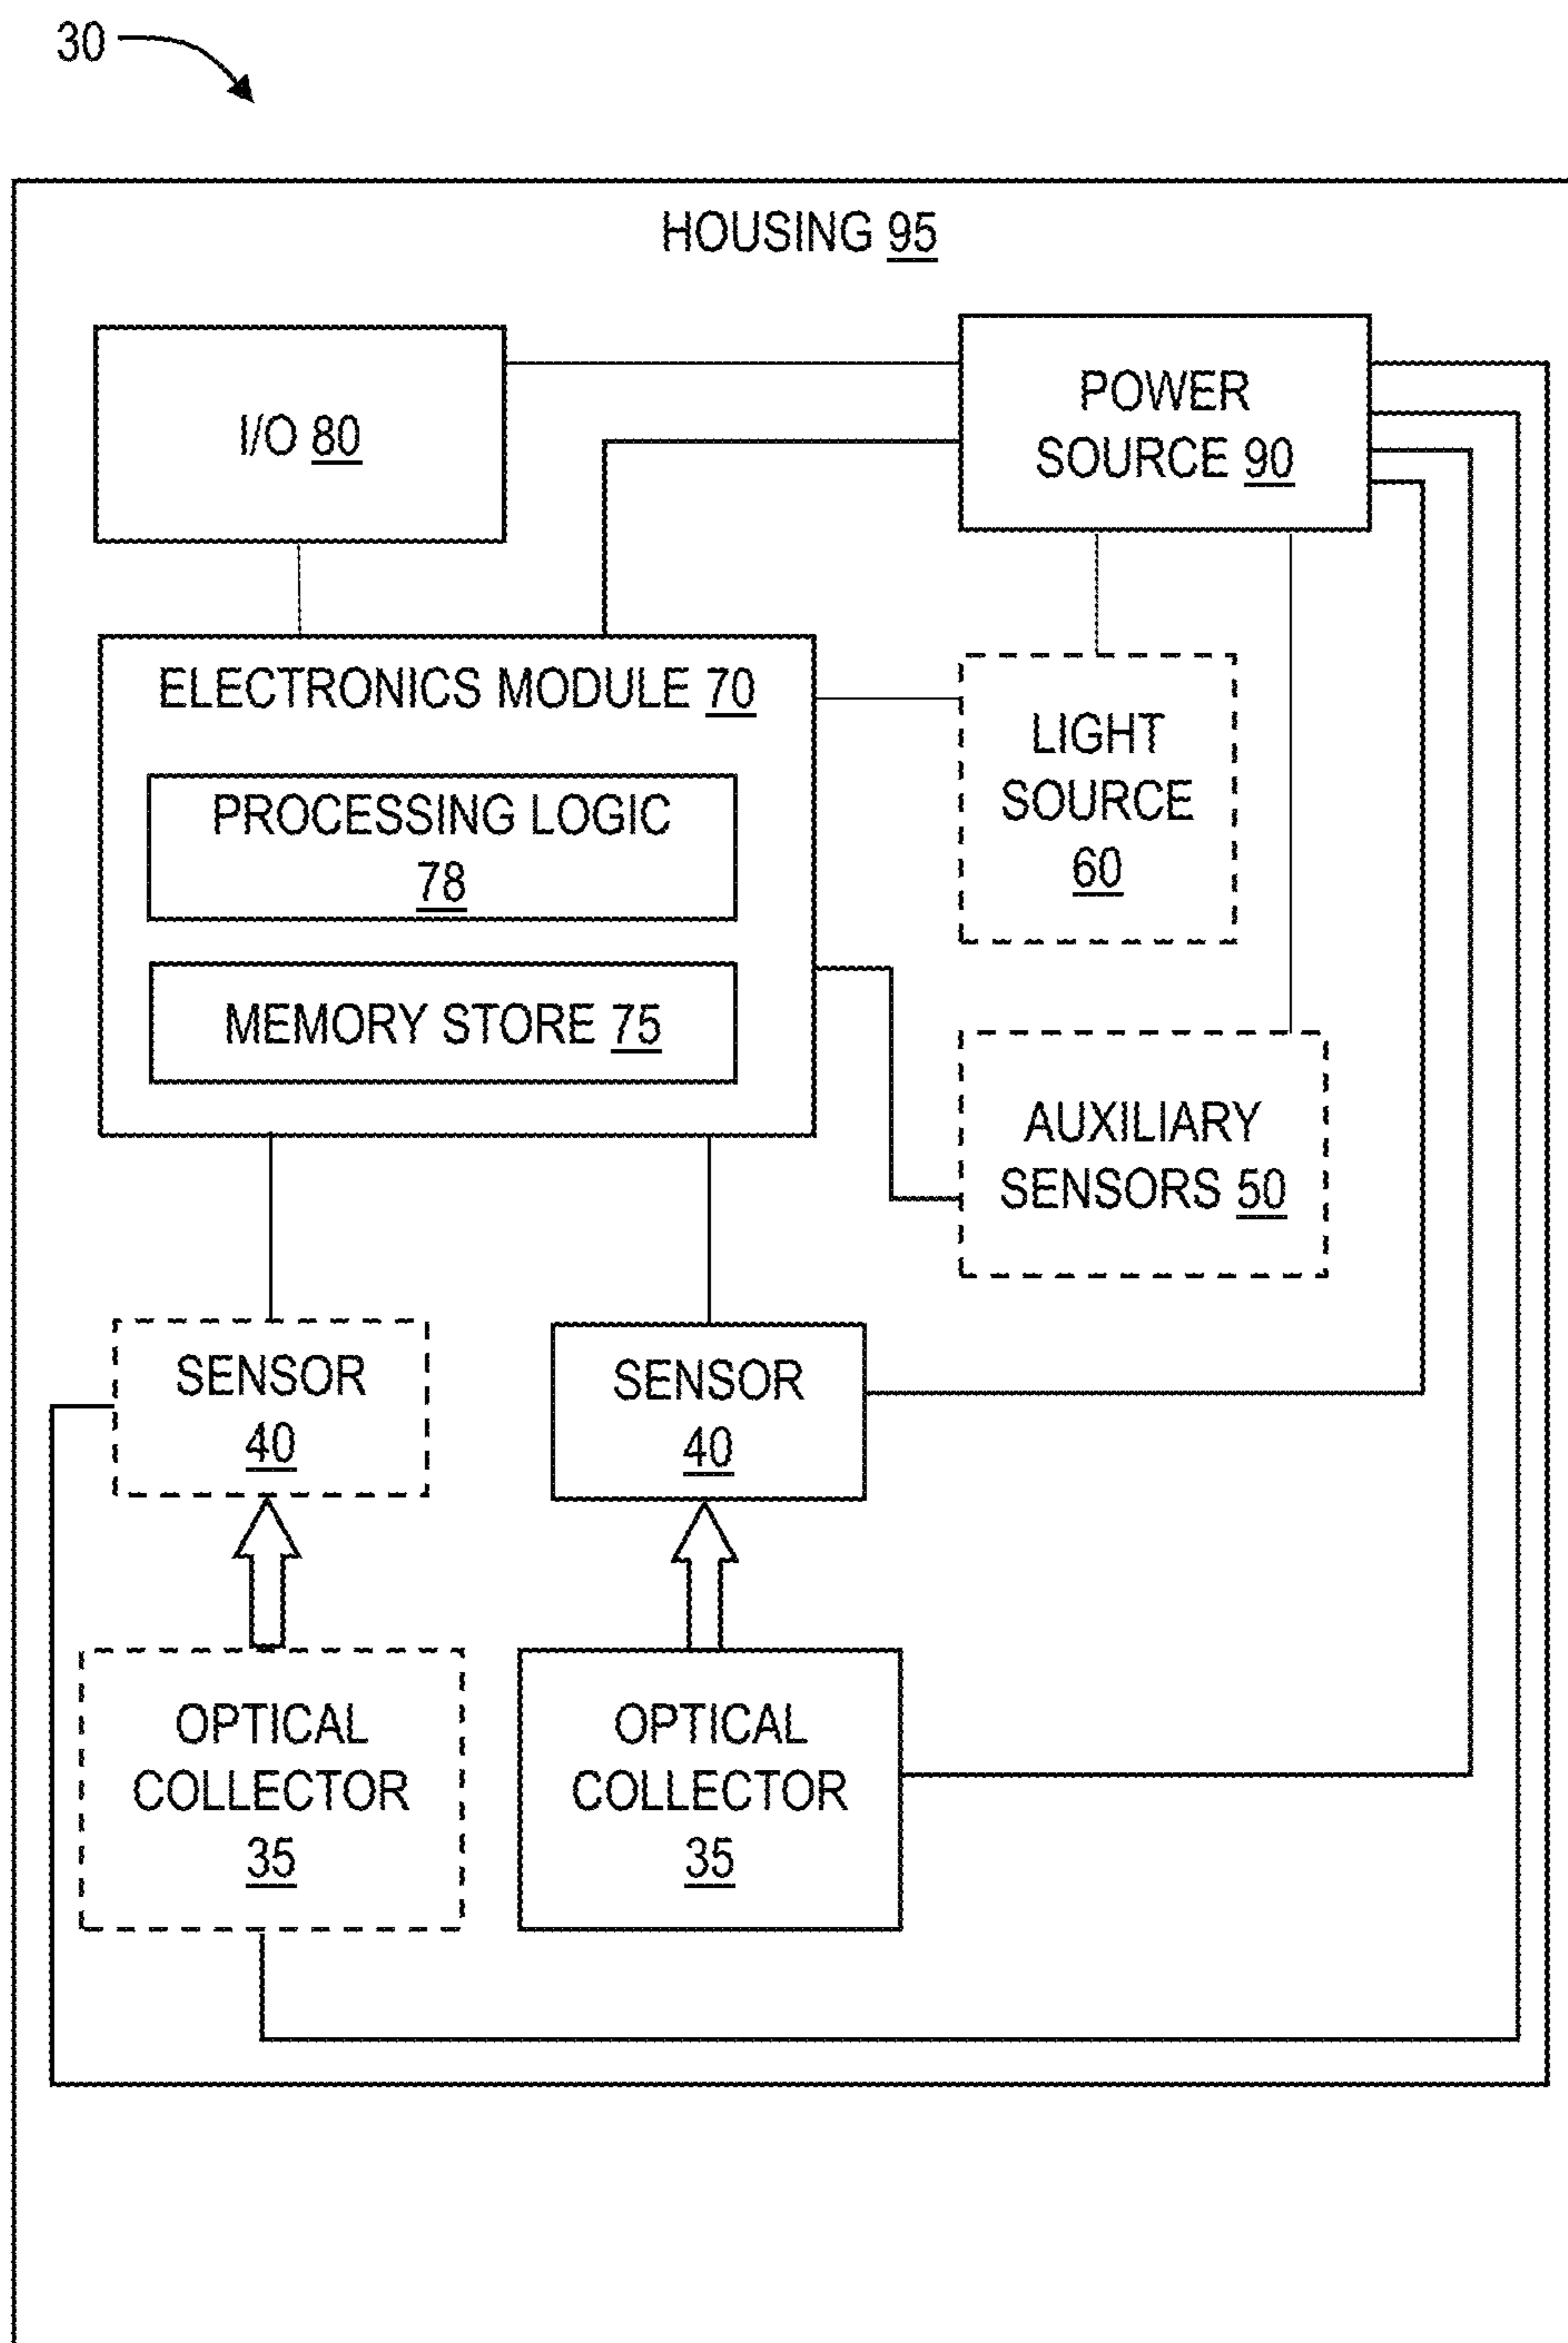 30
HOUSING 95
I/O 80
POWER
SOURCE 90
ELECTRONICS MODULE 70
PROCESSING LOGIC
78
MEMORY STORE 75
LIGHT
SOURCE
60
AUXILIARY
SENSORS 50
SENSOR
40
SENSOR
40
OPTICAL
COLLECTOR
35
OPTICAL
COLLECTOR
35